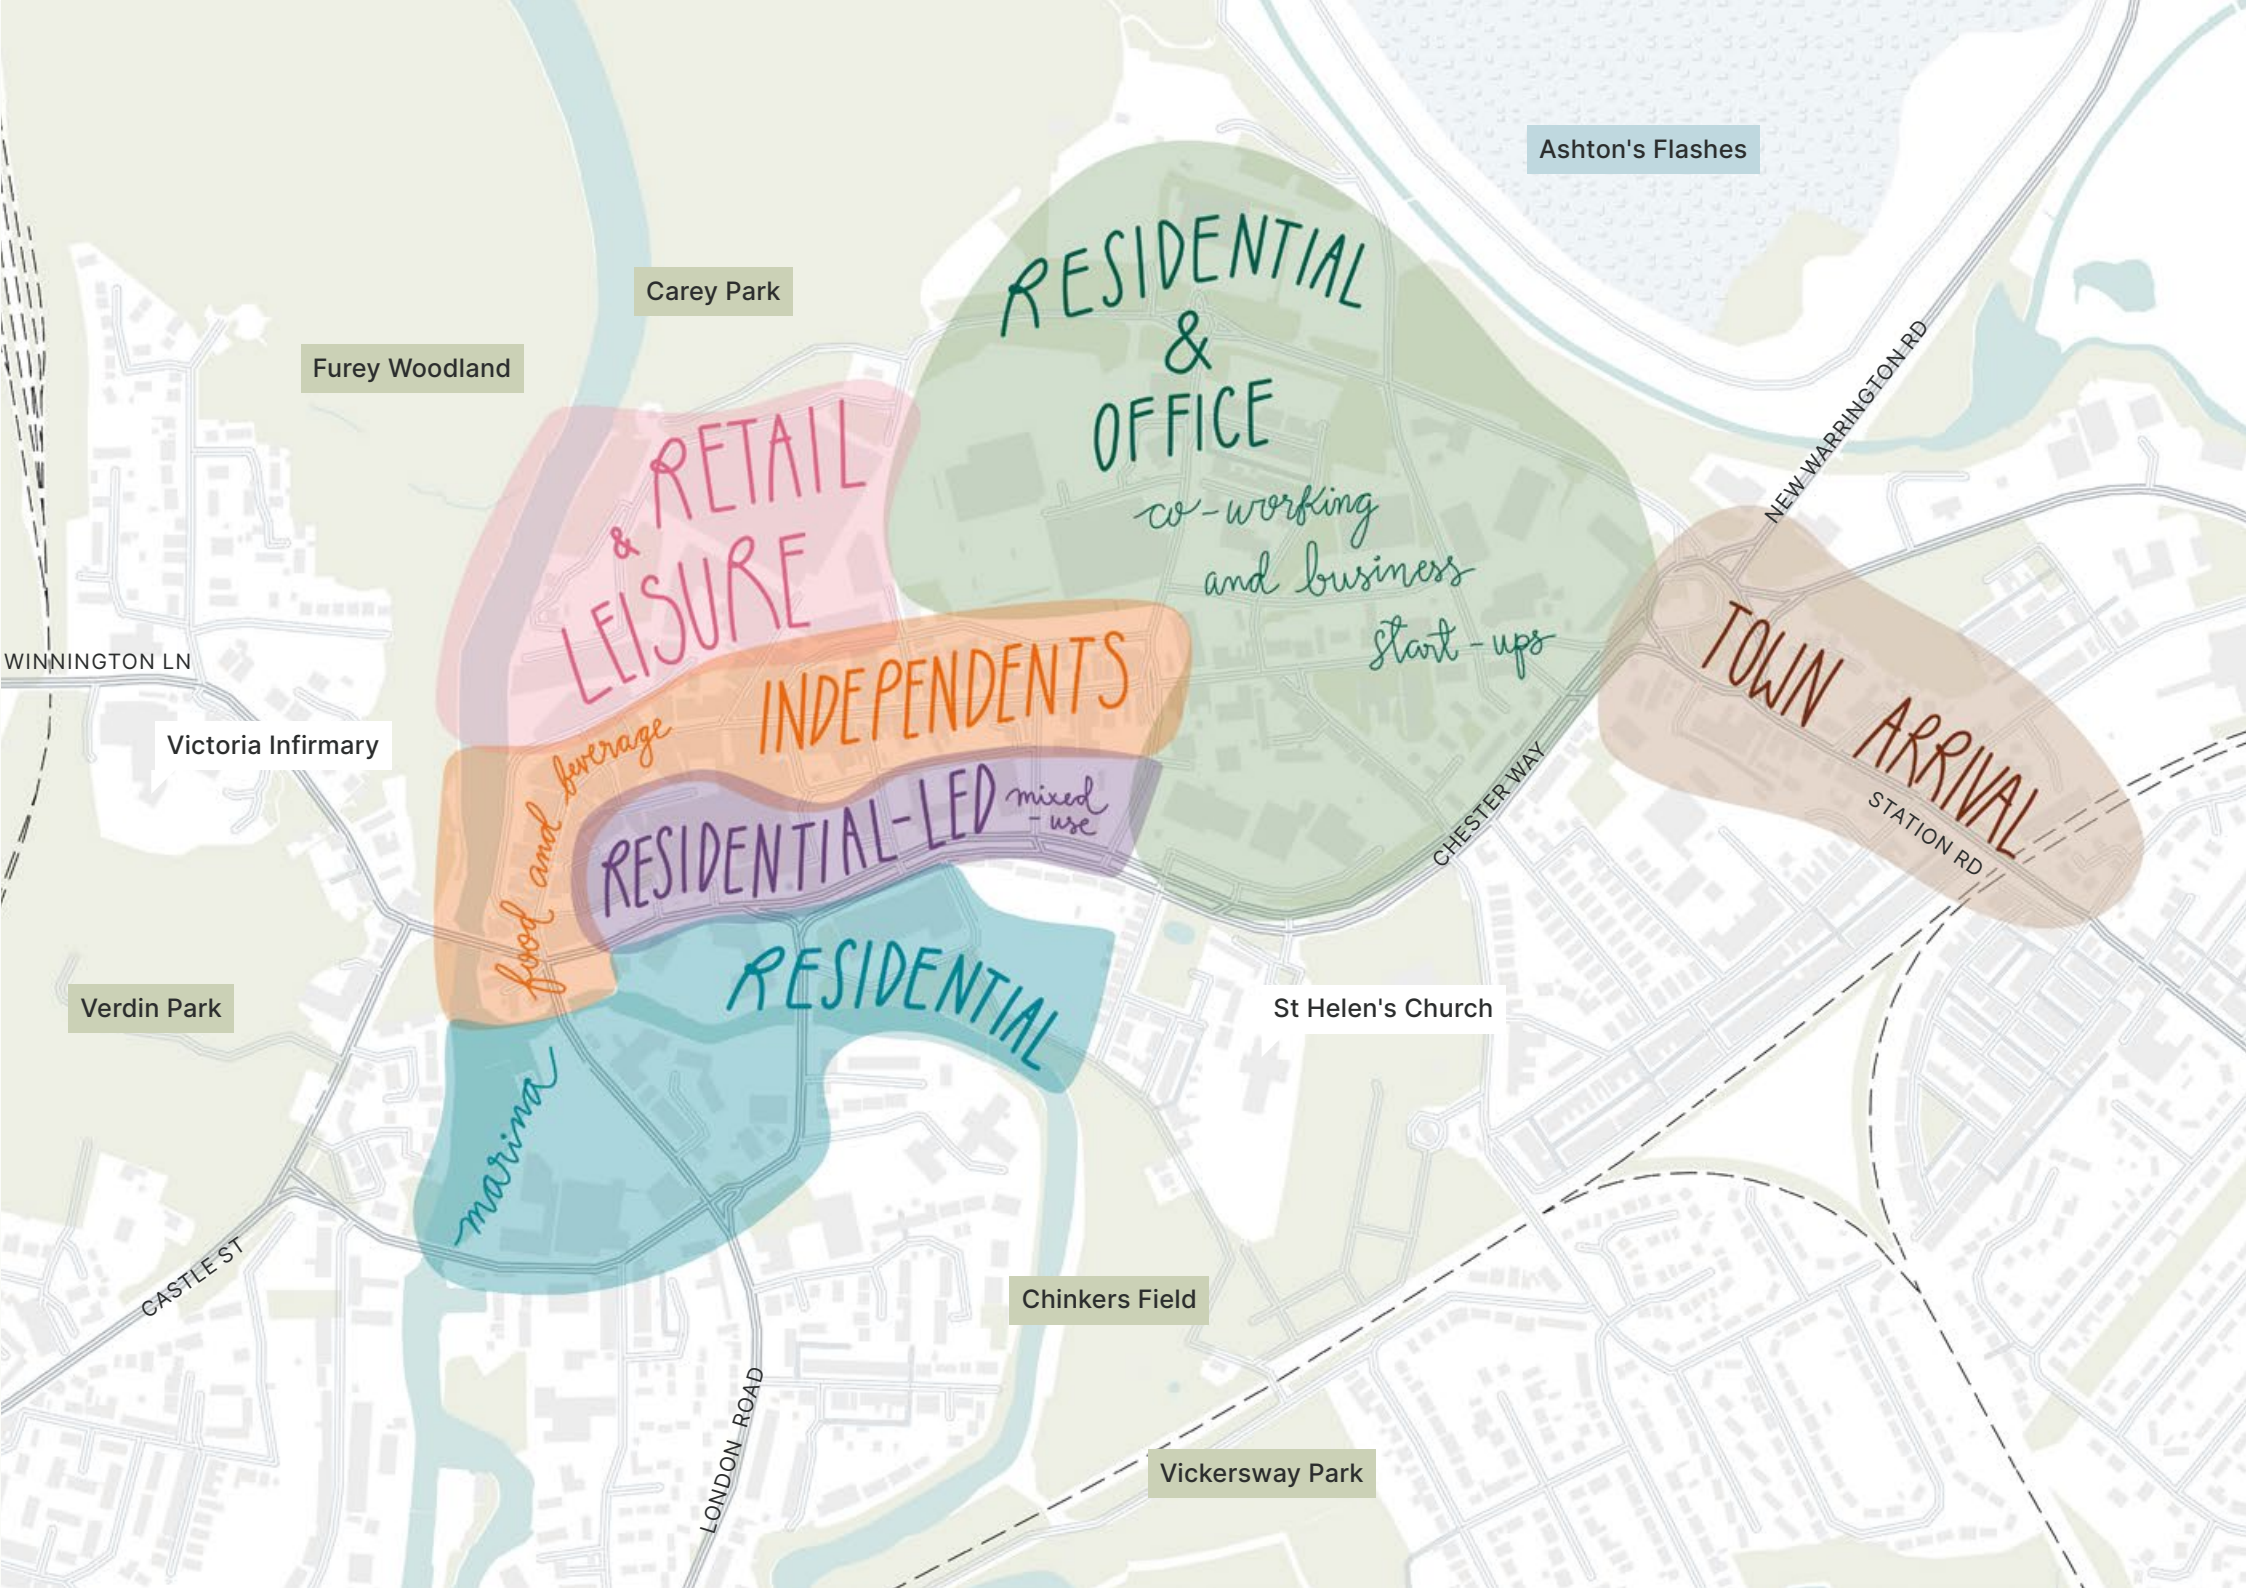 Ashton's Flashes
Carey Park
Furey Woodland
RESIDENTIAL
&
OFFICE
co-working
and business
start-ups
RETAIL
&
LEISURE
NEW WARRINGTON RD
WINNINGTON LN
Victoria Infirmary
INDEPENDENTS
food and beverage
TOWN ARRIVAL
STATION RD
CHESTER WAY
RESIDENTIAL-LED
mixed
-use
RESIDENTIAL
Verdin Park
St Helen's Church
marina
CASTLE ST
Chinkers Field
LONDON ROAD
Vickersway Park